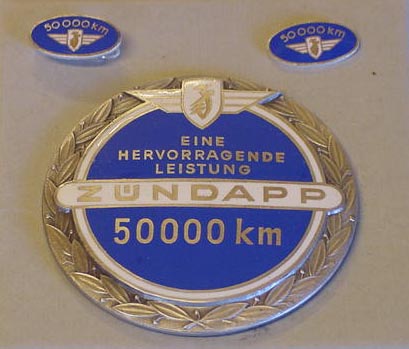 50000 km
50000 km
EINE
HERVORRAGENDE
LEISTUNG
ZÜNDAPP
50000 km